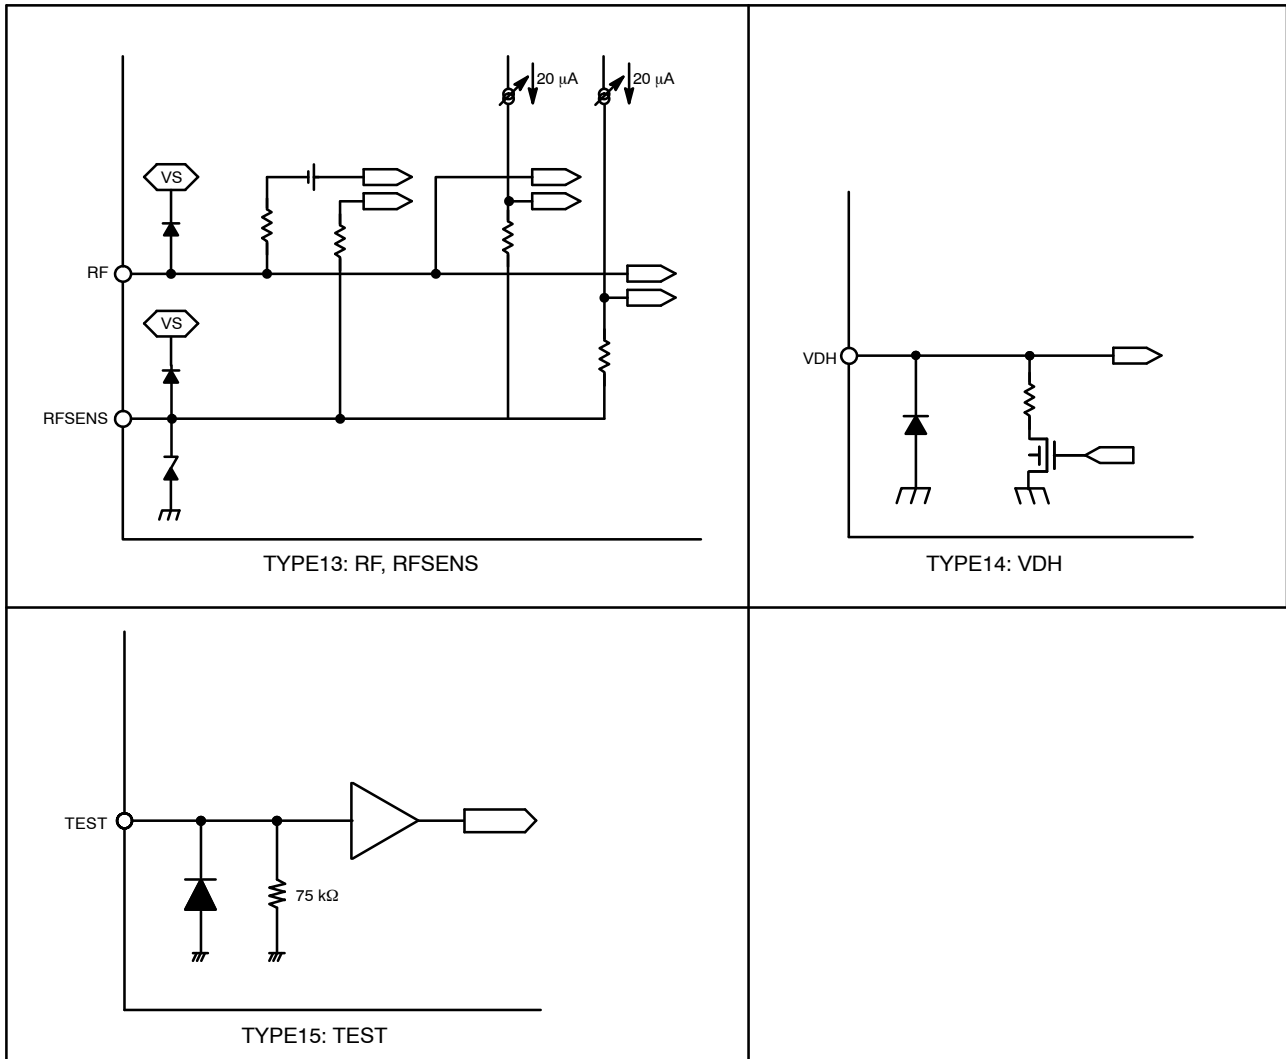 20 μA
20 μA
VS
RF
VS
RFSENS
TYPE13: RF, RFSENS
VDH
TYPE14: VDH
TEST
75 kΩ
TYPE15: TEST